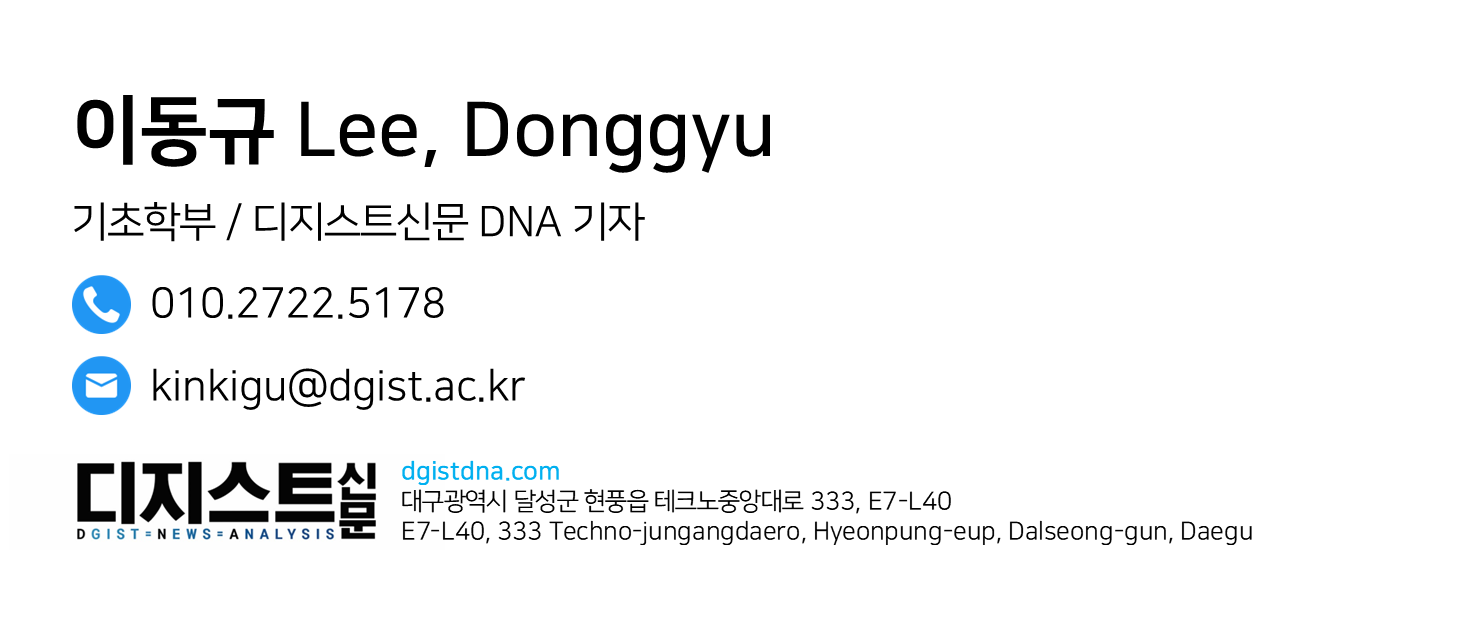 이동규 Lee, Donggyu
기초학부 / 디지스트신문 DNA 기자
010.2722.5178
kinkigu@dgist.ac.kr
디지스트신문
DGIST=NEWS=ANALYSIS
dgistdna.com
대구광역시 달성군 현풍읍 테크노중앙대로 333, E7-L40
E7-L40, 333 Techno-jungangdaero, Hyeonpung-eup, Dalseong-gun, Daegu